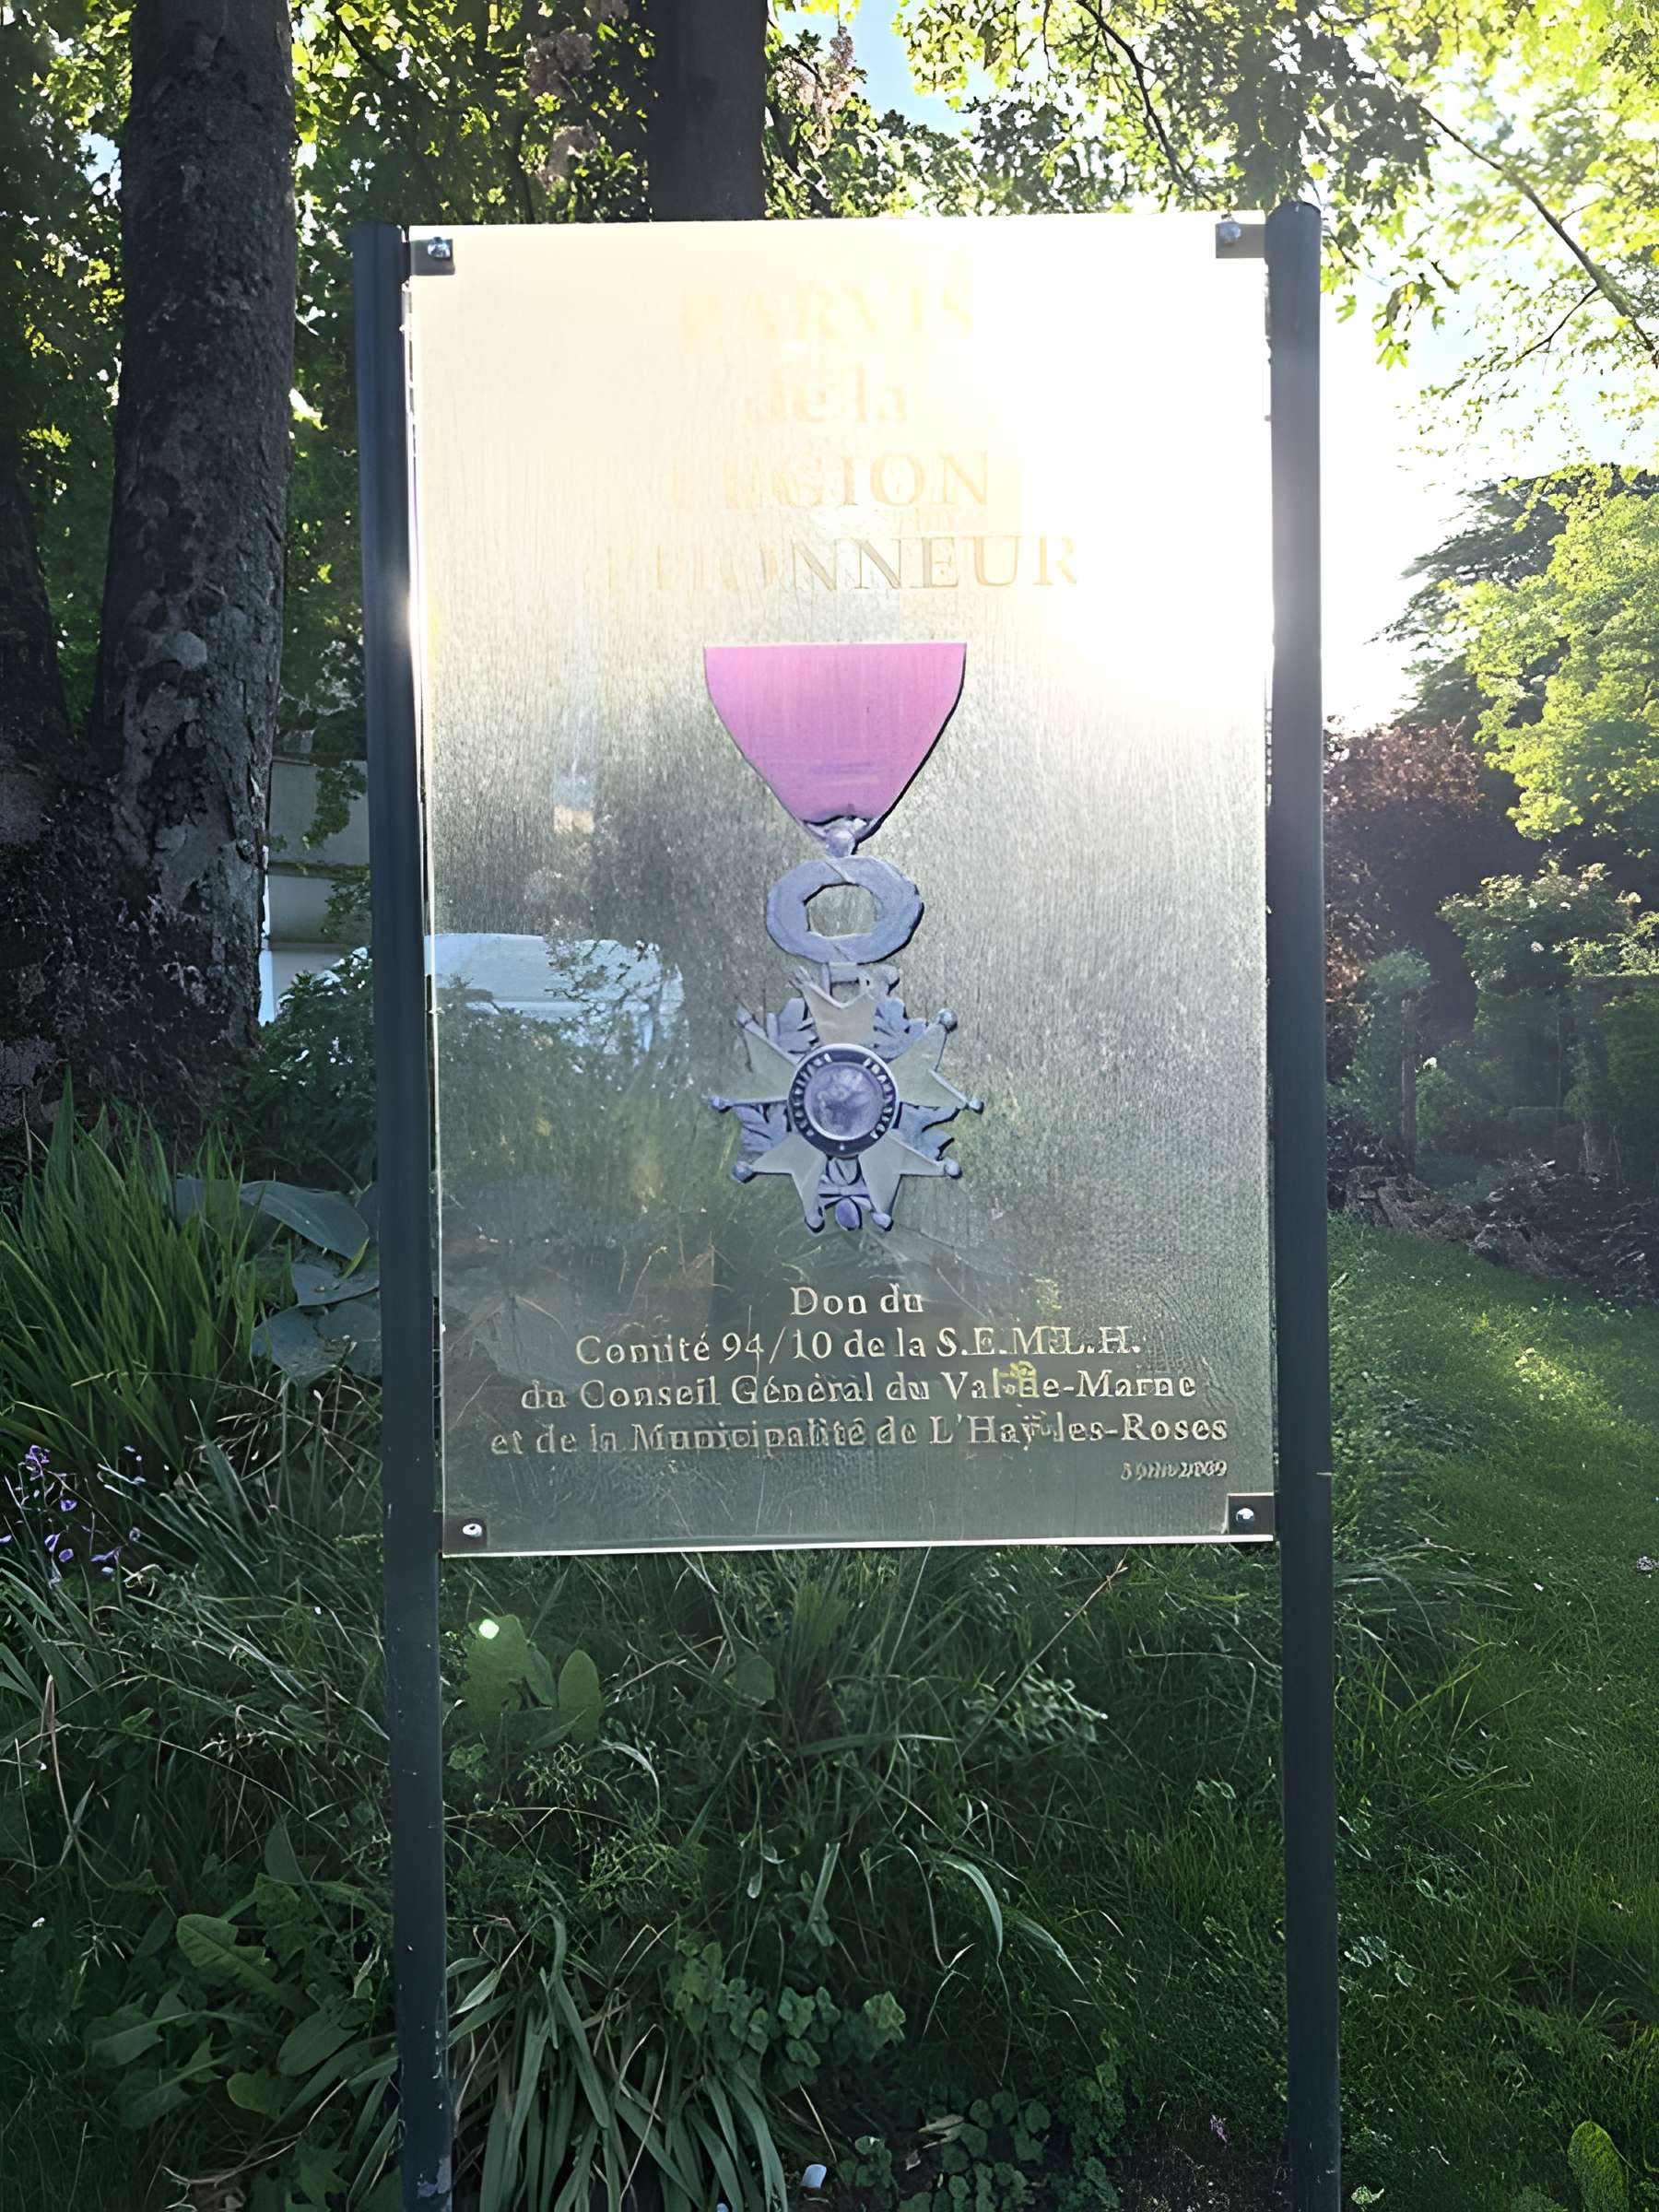 PARVIS
de la
LEGION
D'HONNEUR
Don du
Comité 94/10 de la S.E.M.L.H.
du Conseil Général du Val-de-Marne
et de la Municipalité de L'Haÿ-les-Roses